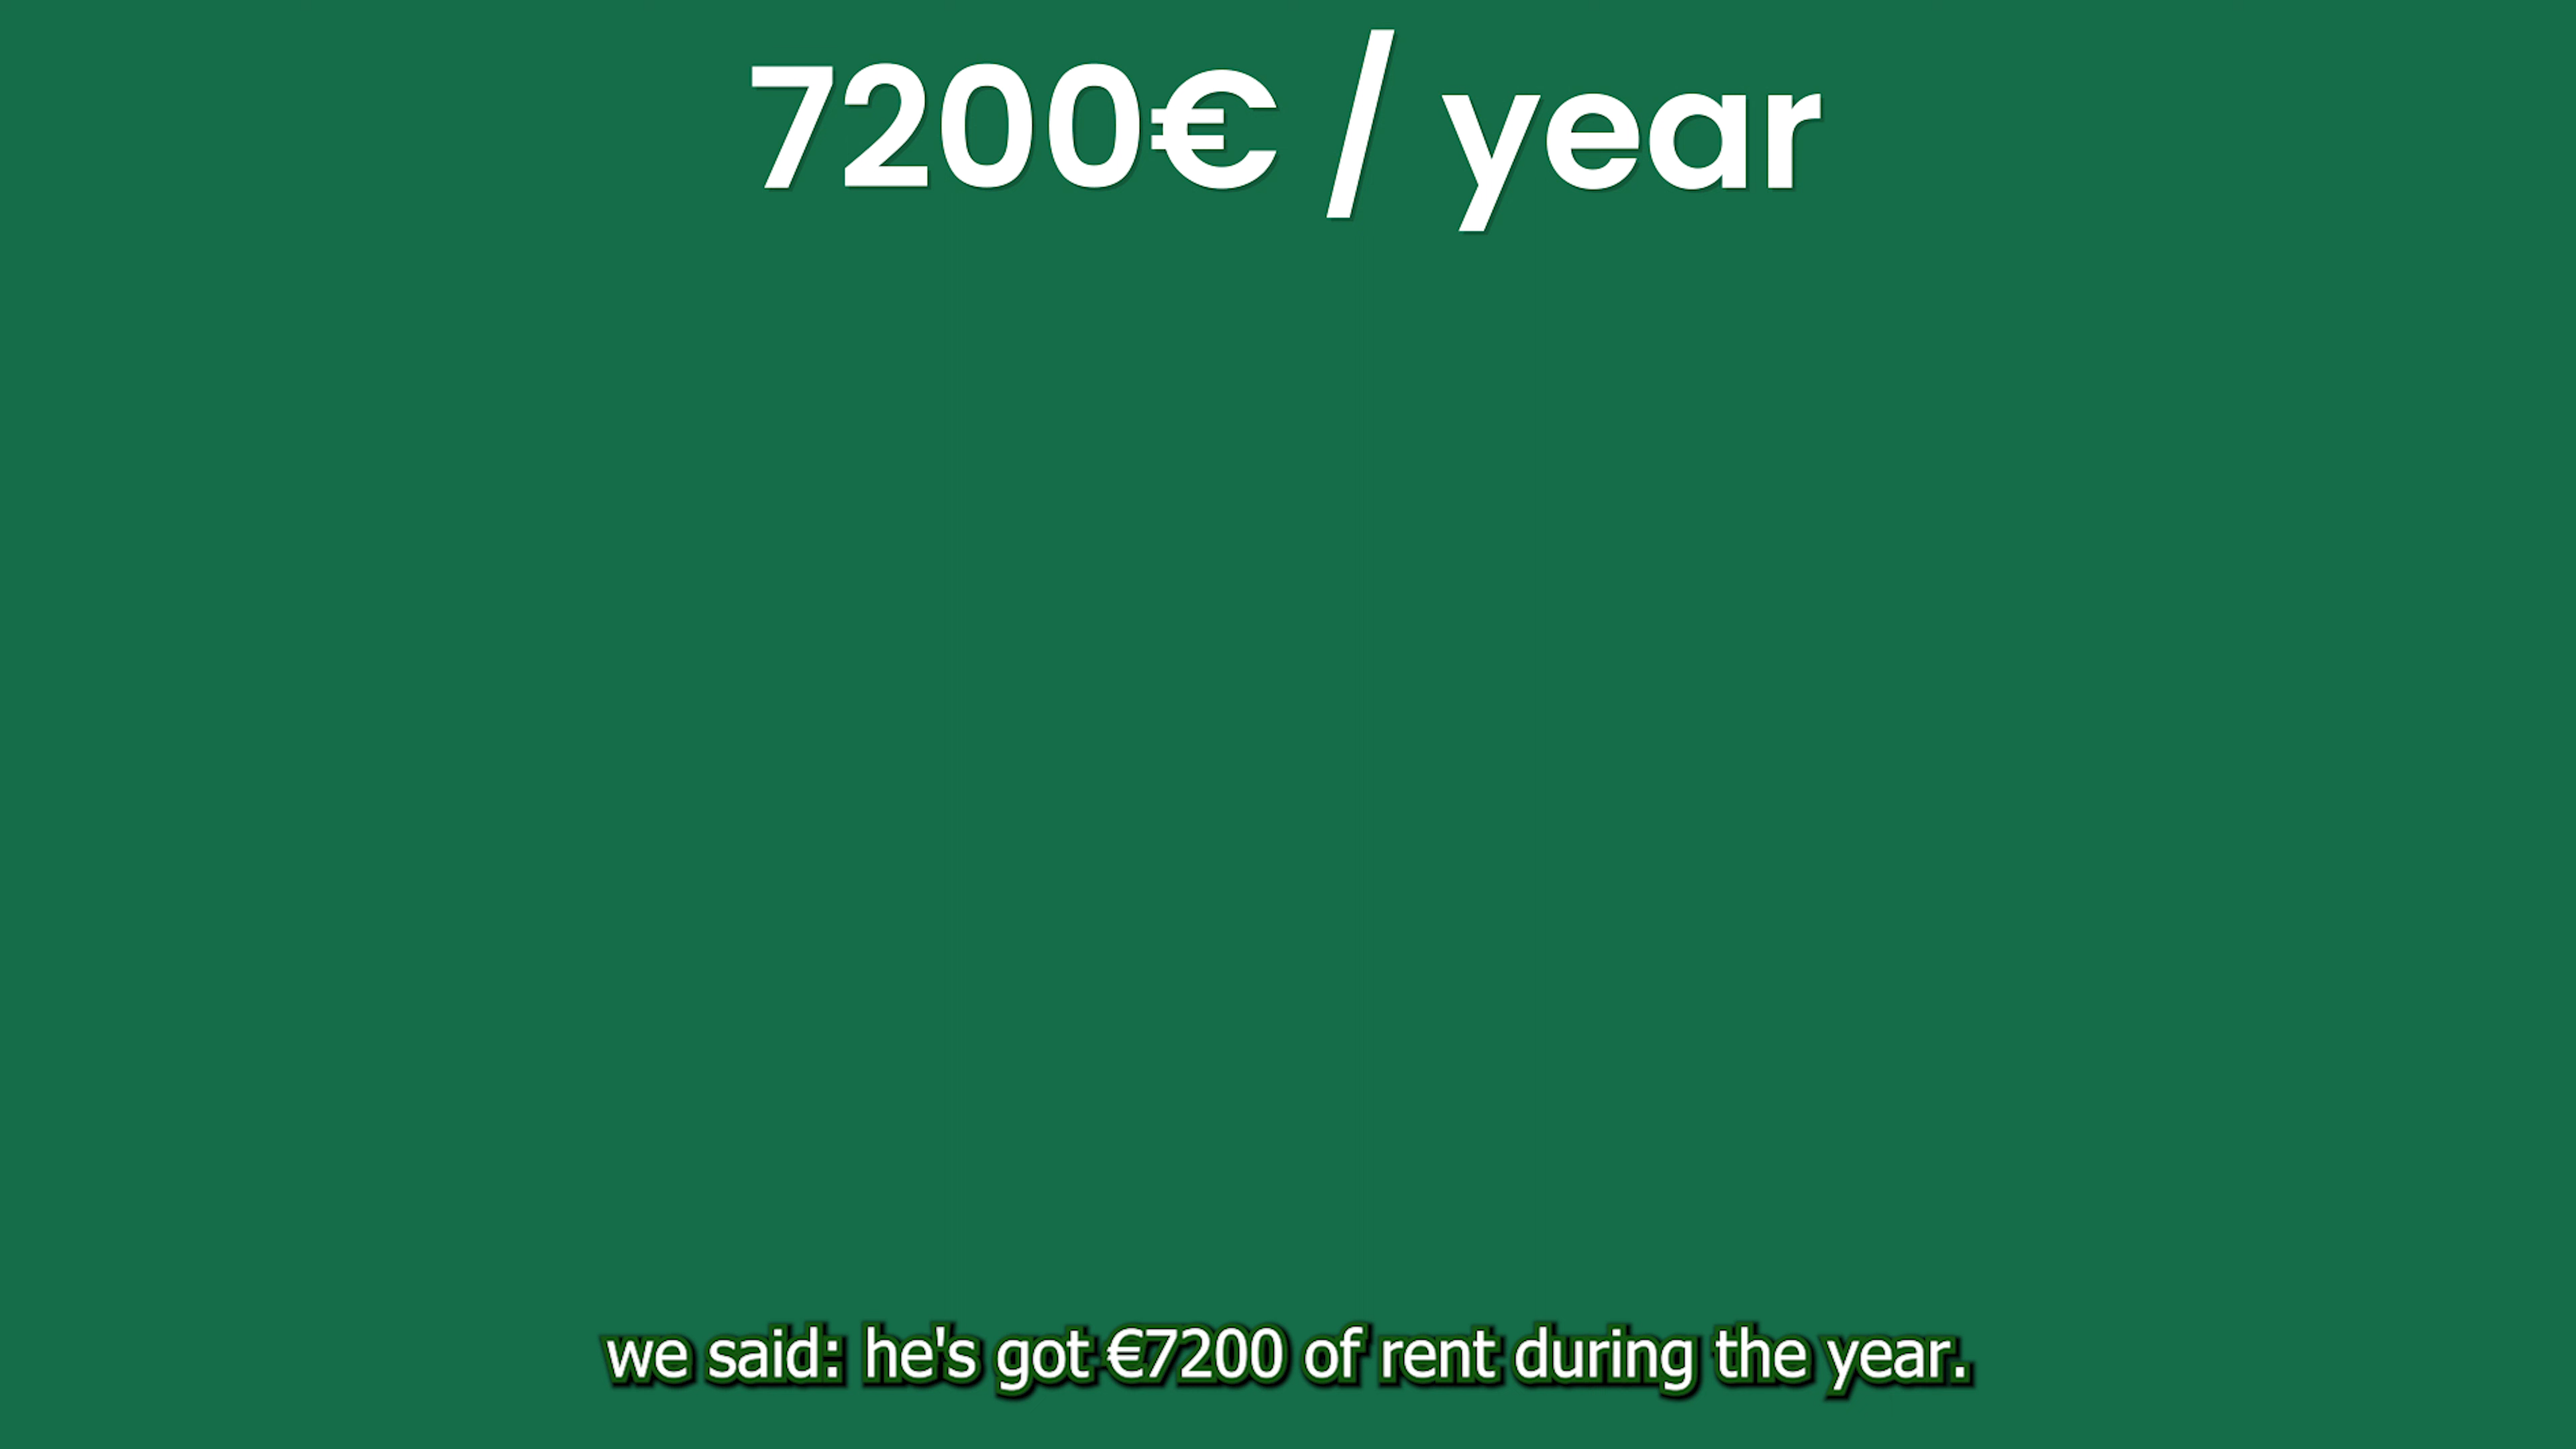 7200€ / year
we said: he's got €7200 of rent during the year.